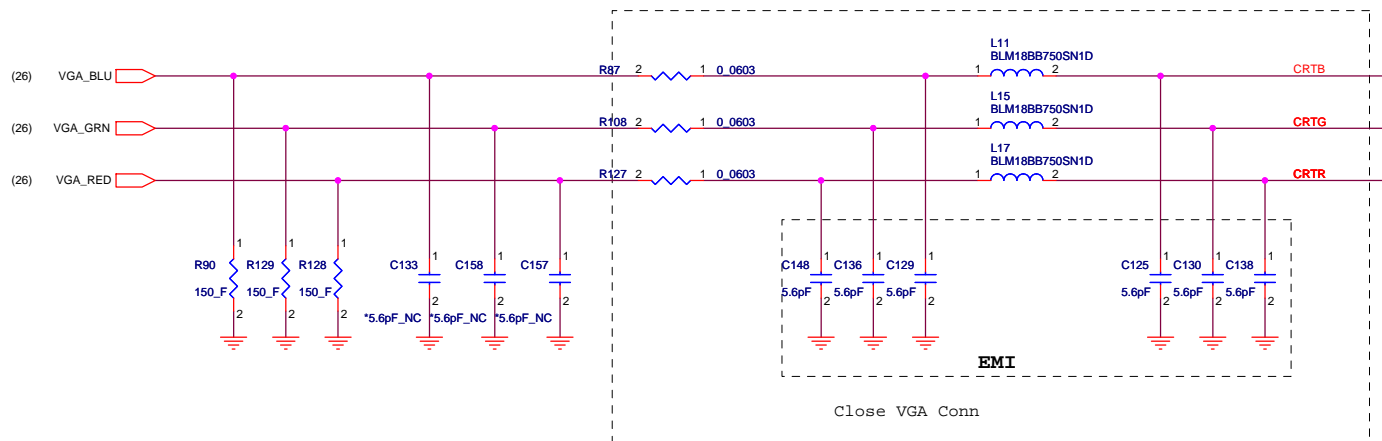 L11
BLM18BB750SN1D
(26) VGA_BLU R87 2 1 0_0603 1 2 CRTB
L15
BLM18BB750SN1D
(26) VGA_GRN R108 2 1 0_0603 1 2 CRTG
L17
BLM18BB750SN1D
(26) VGA_RED R127 2 1 0_0603 1 2 CRTR
1 1 1 1 1 1 1 1 1 1 1 1
R90 R129 R128 C133 C158 C157 C148 C136 C129 C125 C130 C138
150_F 150_F 150_F 5.6pF 5.6pF 5.6pF 5.6pF 5.6pF 5.6pF
2 2 2 2 2 2 2 2 2 2 2 2
*5.6pF_NC *5.6pF_NC *5.6pF_NC
EMI
Close VGA Conn